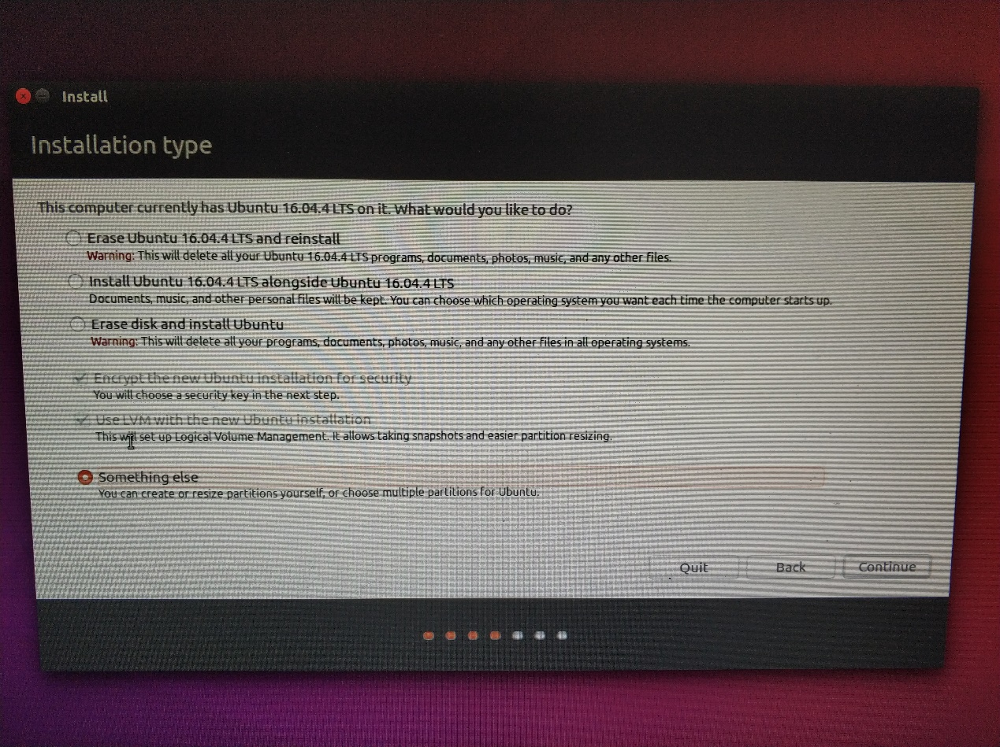 Install
Installation type
This computer currently has Ubuntu 16.04.4 LTS on it. What would you like to do?
Erase Ubuntu 16.04.4 LTS and reinstall
Warning: This will delete all your Ubuntu 16.04.4 LTS programs, documents, photos, music, and any other files.
Install Ubuntu 16.04.4 LTS alongside Ubuntu 16.04.4 LTS
Documents, music, and other personal files will be kept. You can choose which operating system you want each time the computer starts up.
Erase disk and install Ubuntu
Warning: This will delete all your programs, documents, photos, music, and any other files in all operating systems.
Encrypt the new Ubuntu installation for security
You will choose a security key in the next step.
Use LVM with the new Ubuntu installation
This will set up Logical Volume Management. It allows taking snapshots and easier partition resizing.
Something else
You can create or resize partitions yourself, or choose multiple partitions for Ubuntu.
Quit Back Continue